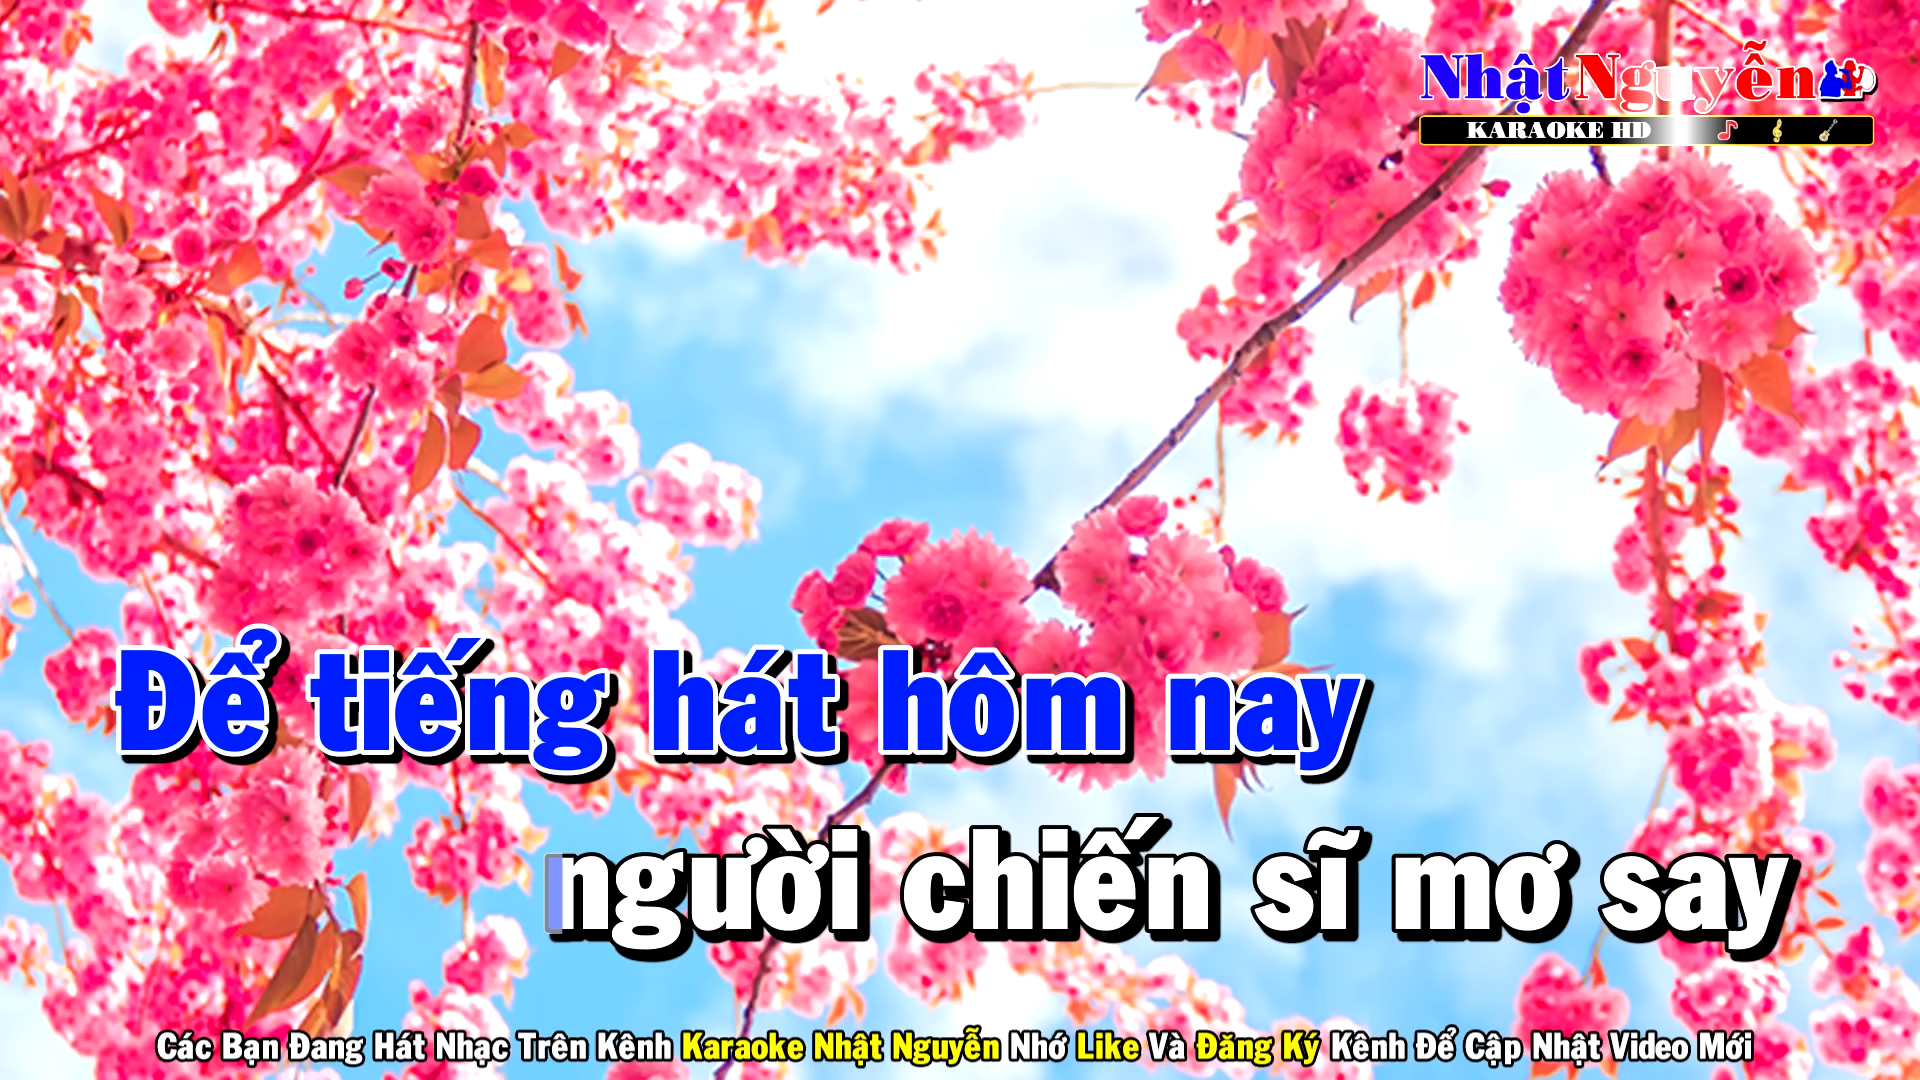 Nhật Nguyễn
KARAOKE HD
Để tiếng hát hôm nay
người chiến sĩ mơ say
Các Bạn Đang Hát Nhạc Trên Kênh Karaoke Nhật Nguyễn Nhớ Like Và Đăng Ký Kênh Để Cập Nhật Video Mới